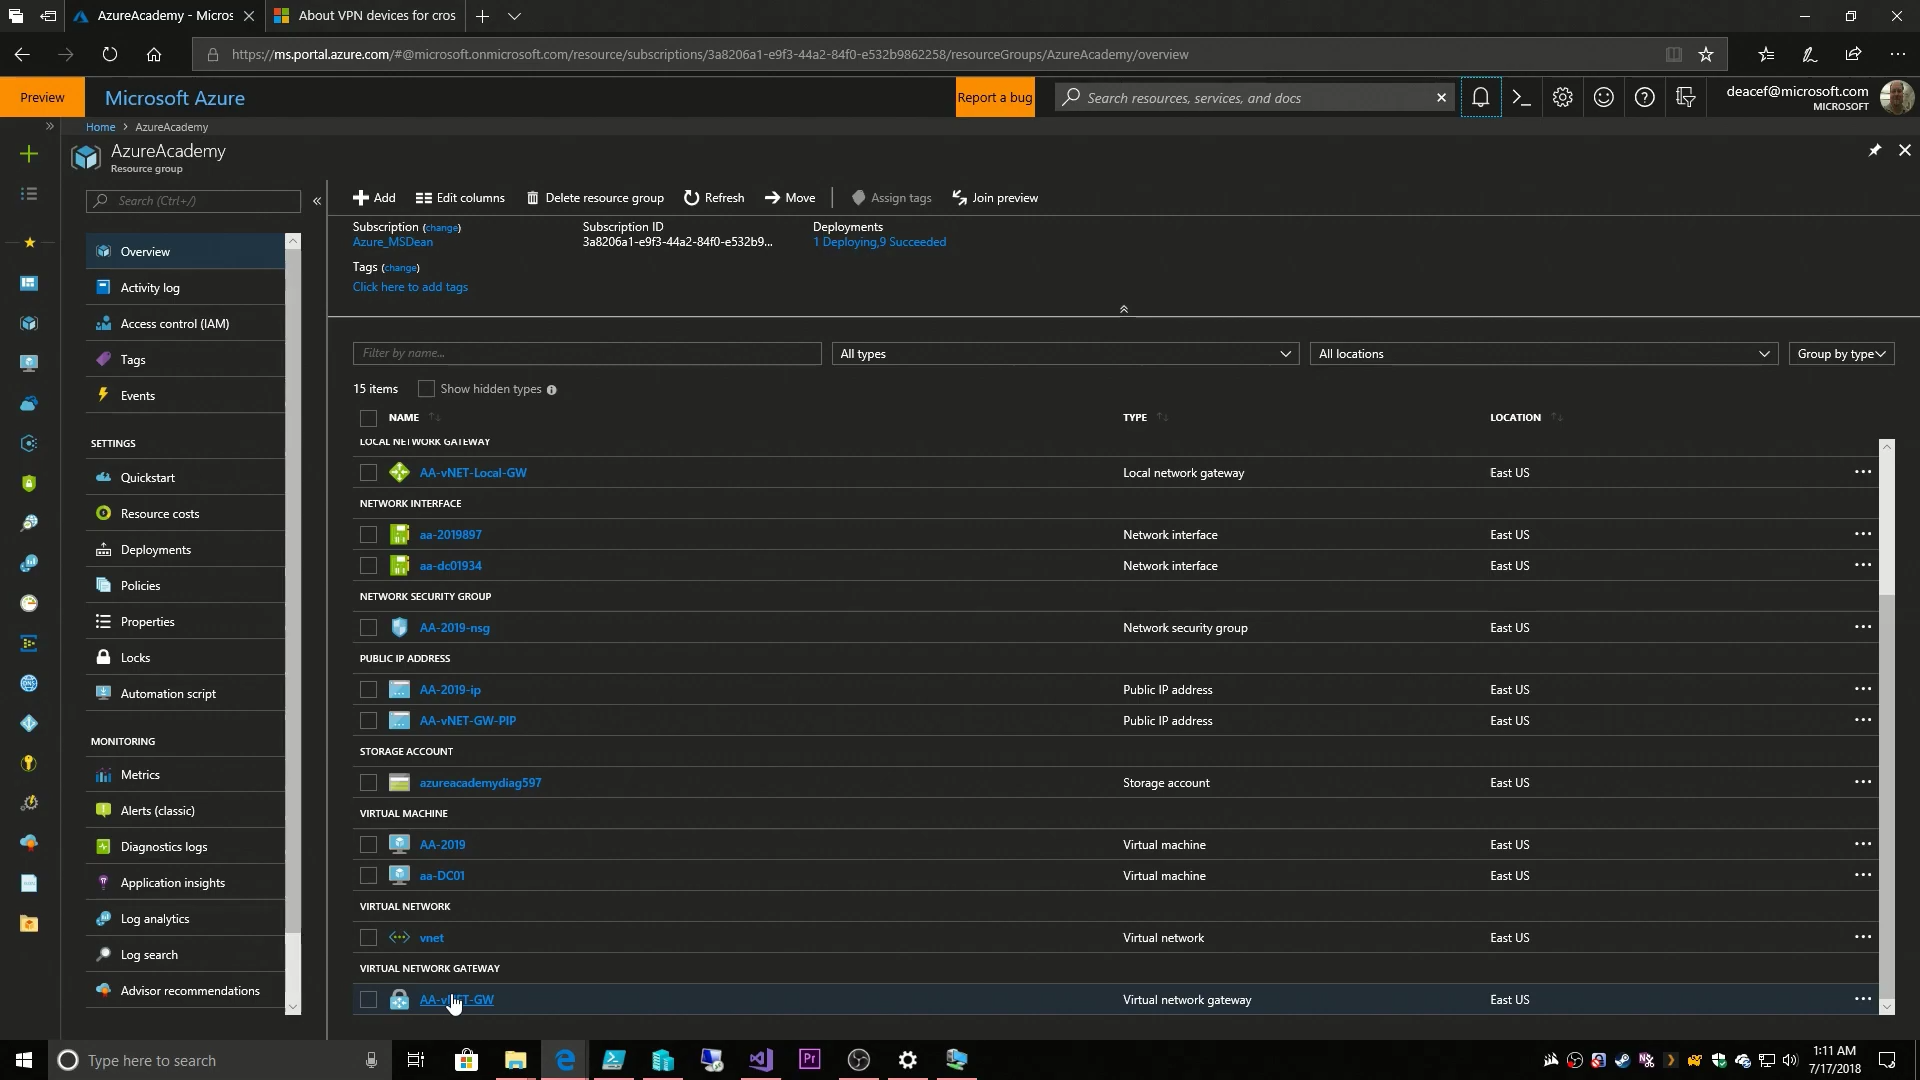 AzureAcademy - Micros
About VPN devices for cros
https://ms.portal.azure.com/#@microsoft.onmicrosoft.com/resource/subscriptions/3a8206a1-e9f3-44a2-84f0-e532b9862258/resourceGroups/AzureAcademy/overview
Preview
Microsoft Azure
Report a bug
Search resources, services, and docs
deacef@microsoft.com
MICROSOFT
Home > AzureAcademy
AzureAcademy
Resource group
Search (Ctrl+/)
Overview
Activity log
Access control (IAM)
Tags
Events
SETTINGS
Quickstart
Resource costs
Deployments
Policies
Properties
Locks
Automation script
MONITORING
Metrics
Alerts (classic)
Diagnostics logs
Application insights
Log analytics
Log search
Advisor recommendations
Add
Edit columns
Delete resource group
Refresh
Move
Assign tags
Join preview
Subscription (change)
Azure_MSDean
Subscription ID
3a8206a1-e9f3-44a2-84f0-e532b9...
Deployments
1 Deploying,9 Succeeded
Tags (change)
Click here to add tags
Filter by name...
All types
All locations
Group by type
15 items
Show hidden types
NAME
TYPE
LOCATION
LOCAL NETWORK GATEWAY
AA-vNET-Local-GW Local network gateway East US
NETWORK INTERFACE
aa-2019897 Network interface East US
aa-dc01934 Network interface East US
NETWORK SECURITY GROUP
AA-2019-nsg Network security group East US
PUBLIC IP ADDRESS
AA-2019-ip Public IP address East US
AA-vNET-GW-PIP Public IP address East US
STORAGE ACCOUNT
azureacademydiag597 Storage account East US
VIRTUAL MACHINE
AA-2019 Virtual machine East US
aa-DC01 Virtual machine East US
VIRTUAL NETWORK
vnet Virtual network East US
VIRTUAL NETWORK GATEWAY
AA-vNET-GW Virtual network gateway East US
Type here to search
1:11 AM
7/17/2018